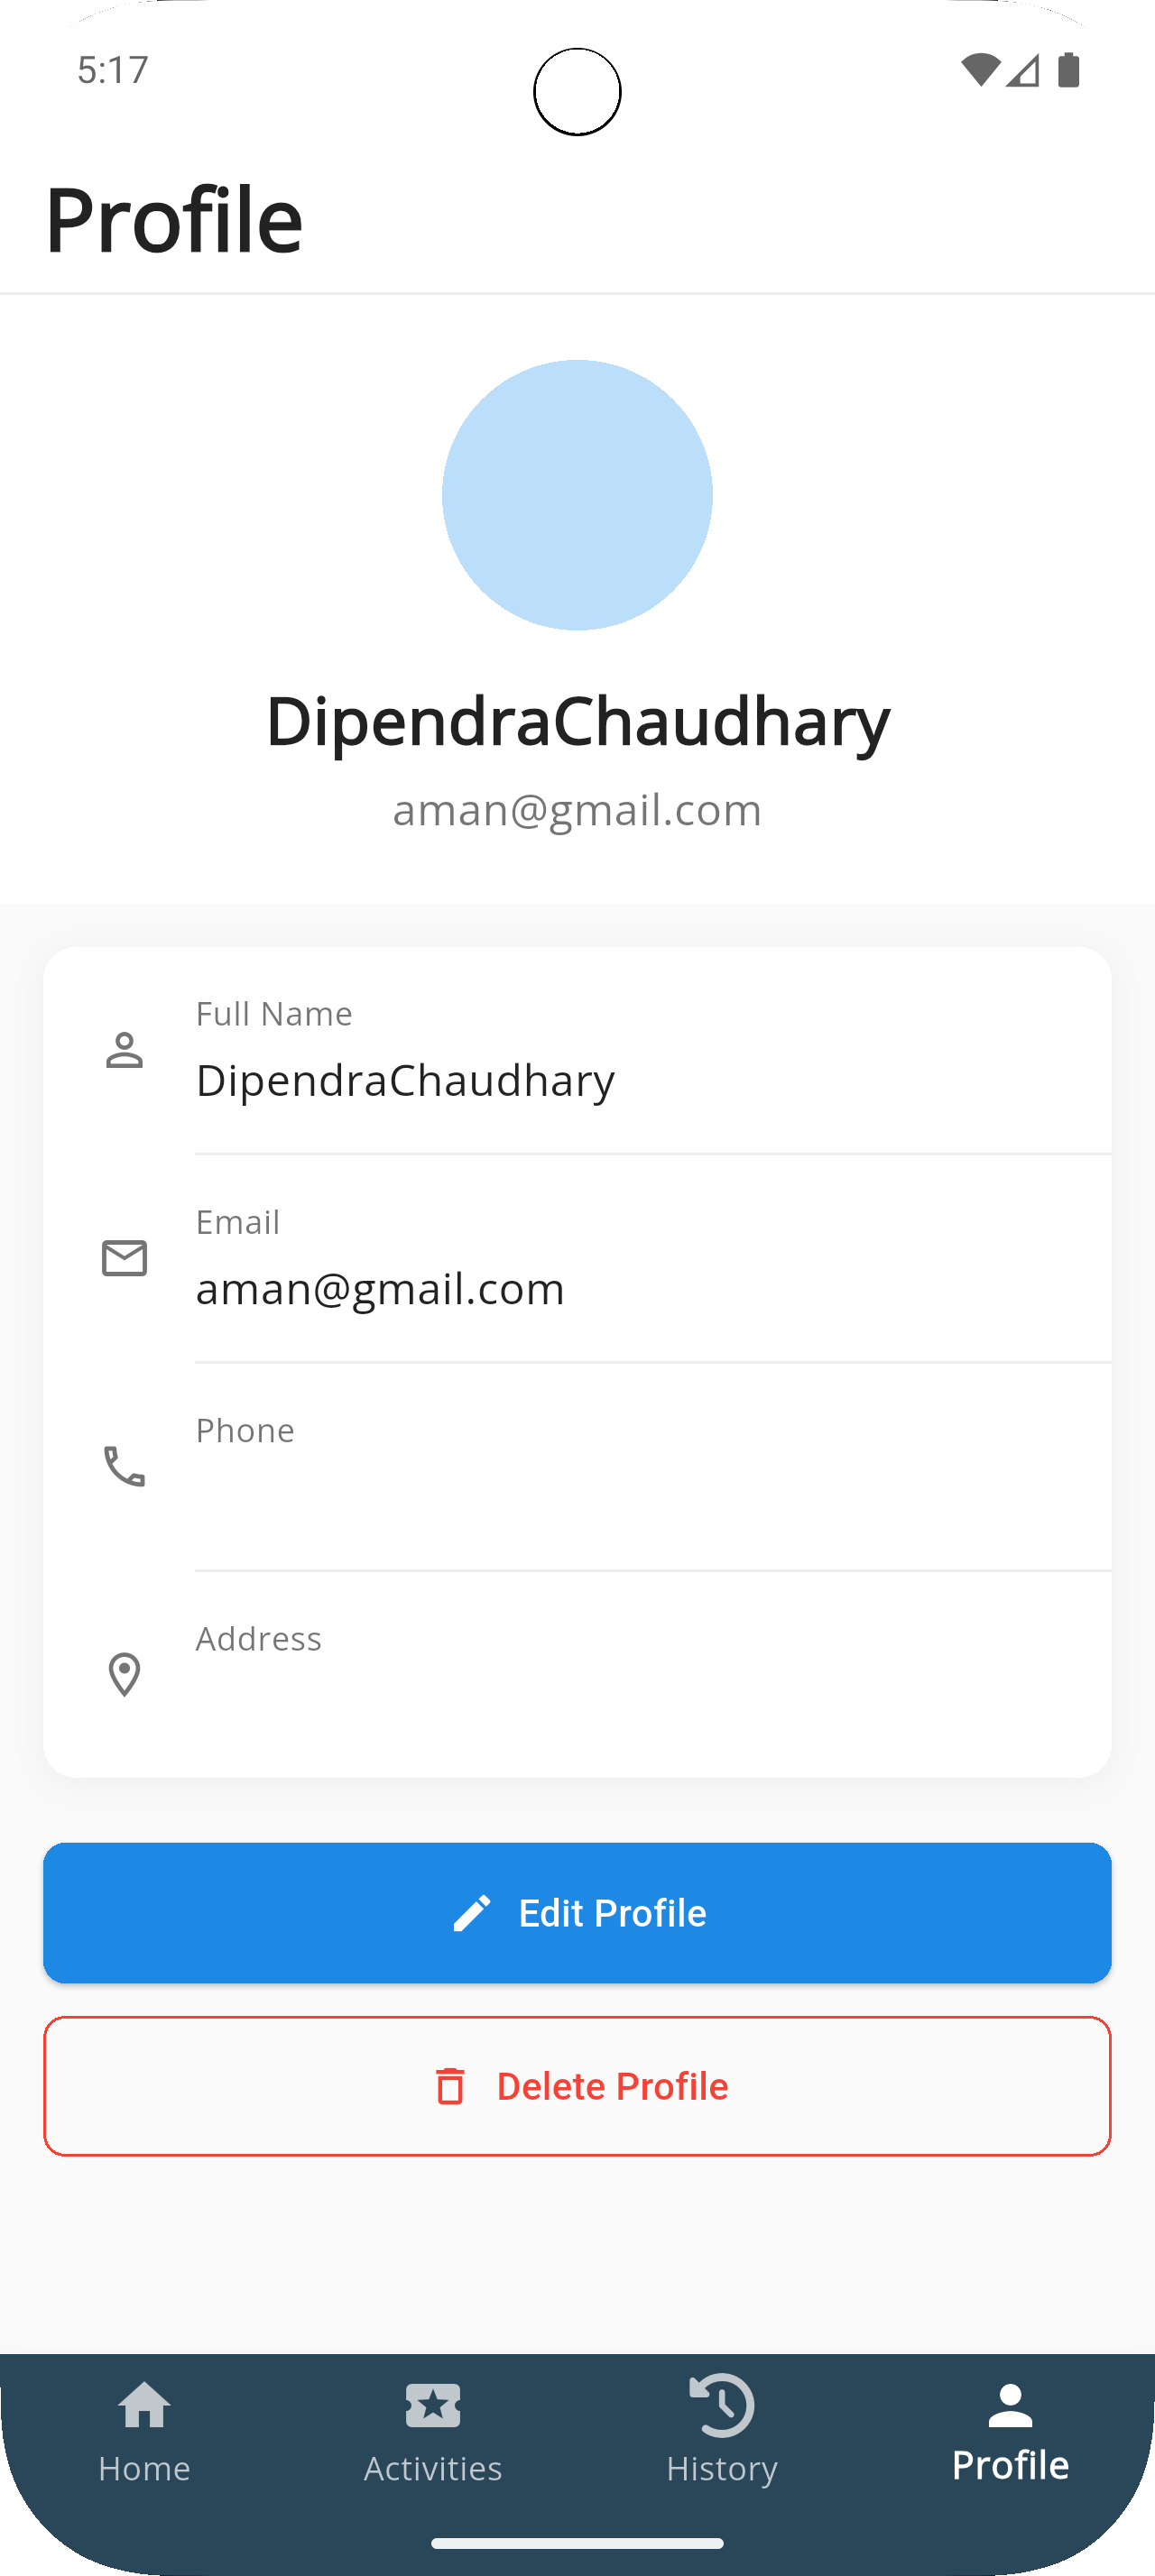 5:17
Profile
DipendraChaudhary
aman@gmail.com
Full Name
DipendraChaudhary
Email
aman@gmail.com
Phone
Address
Edit Profile
Delete Profile
Home
Activities
History
Profile